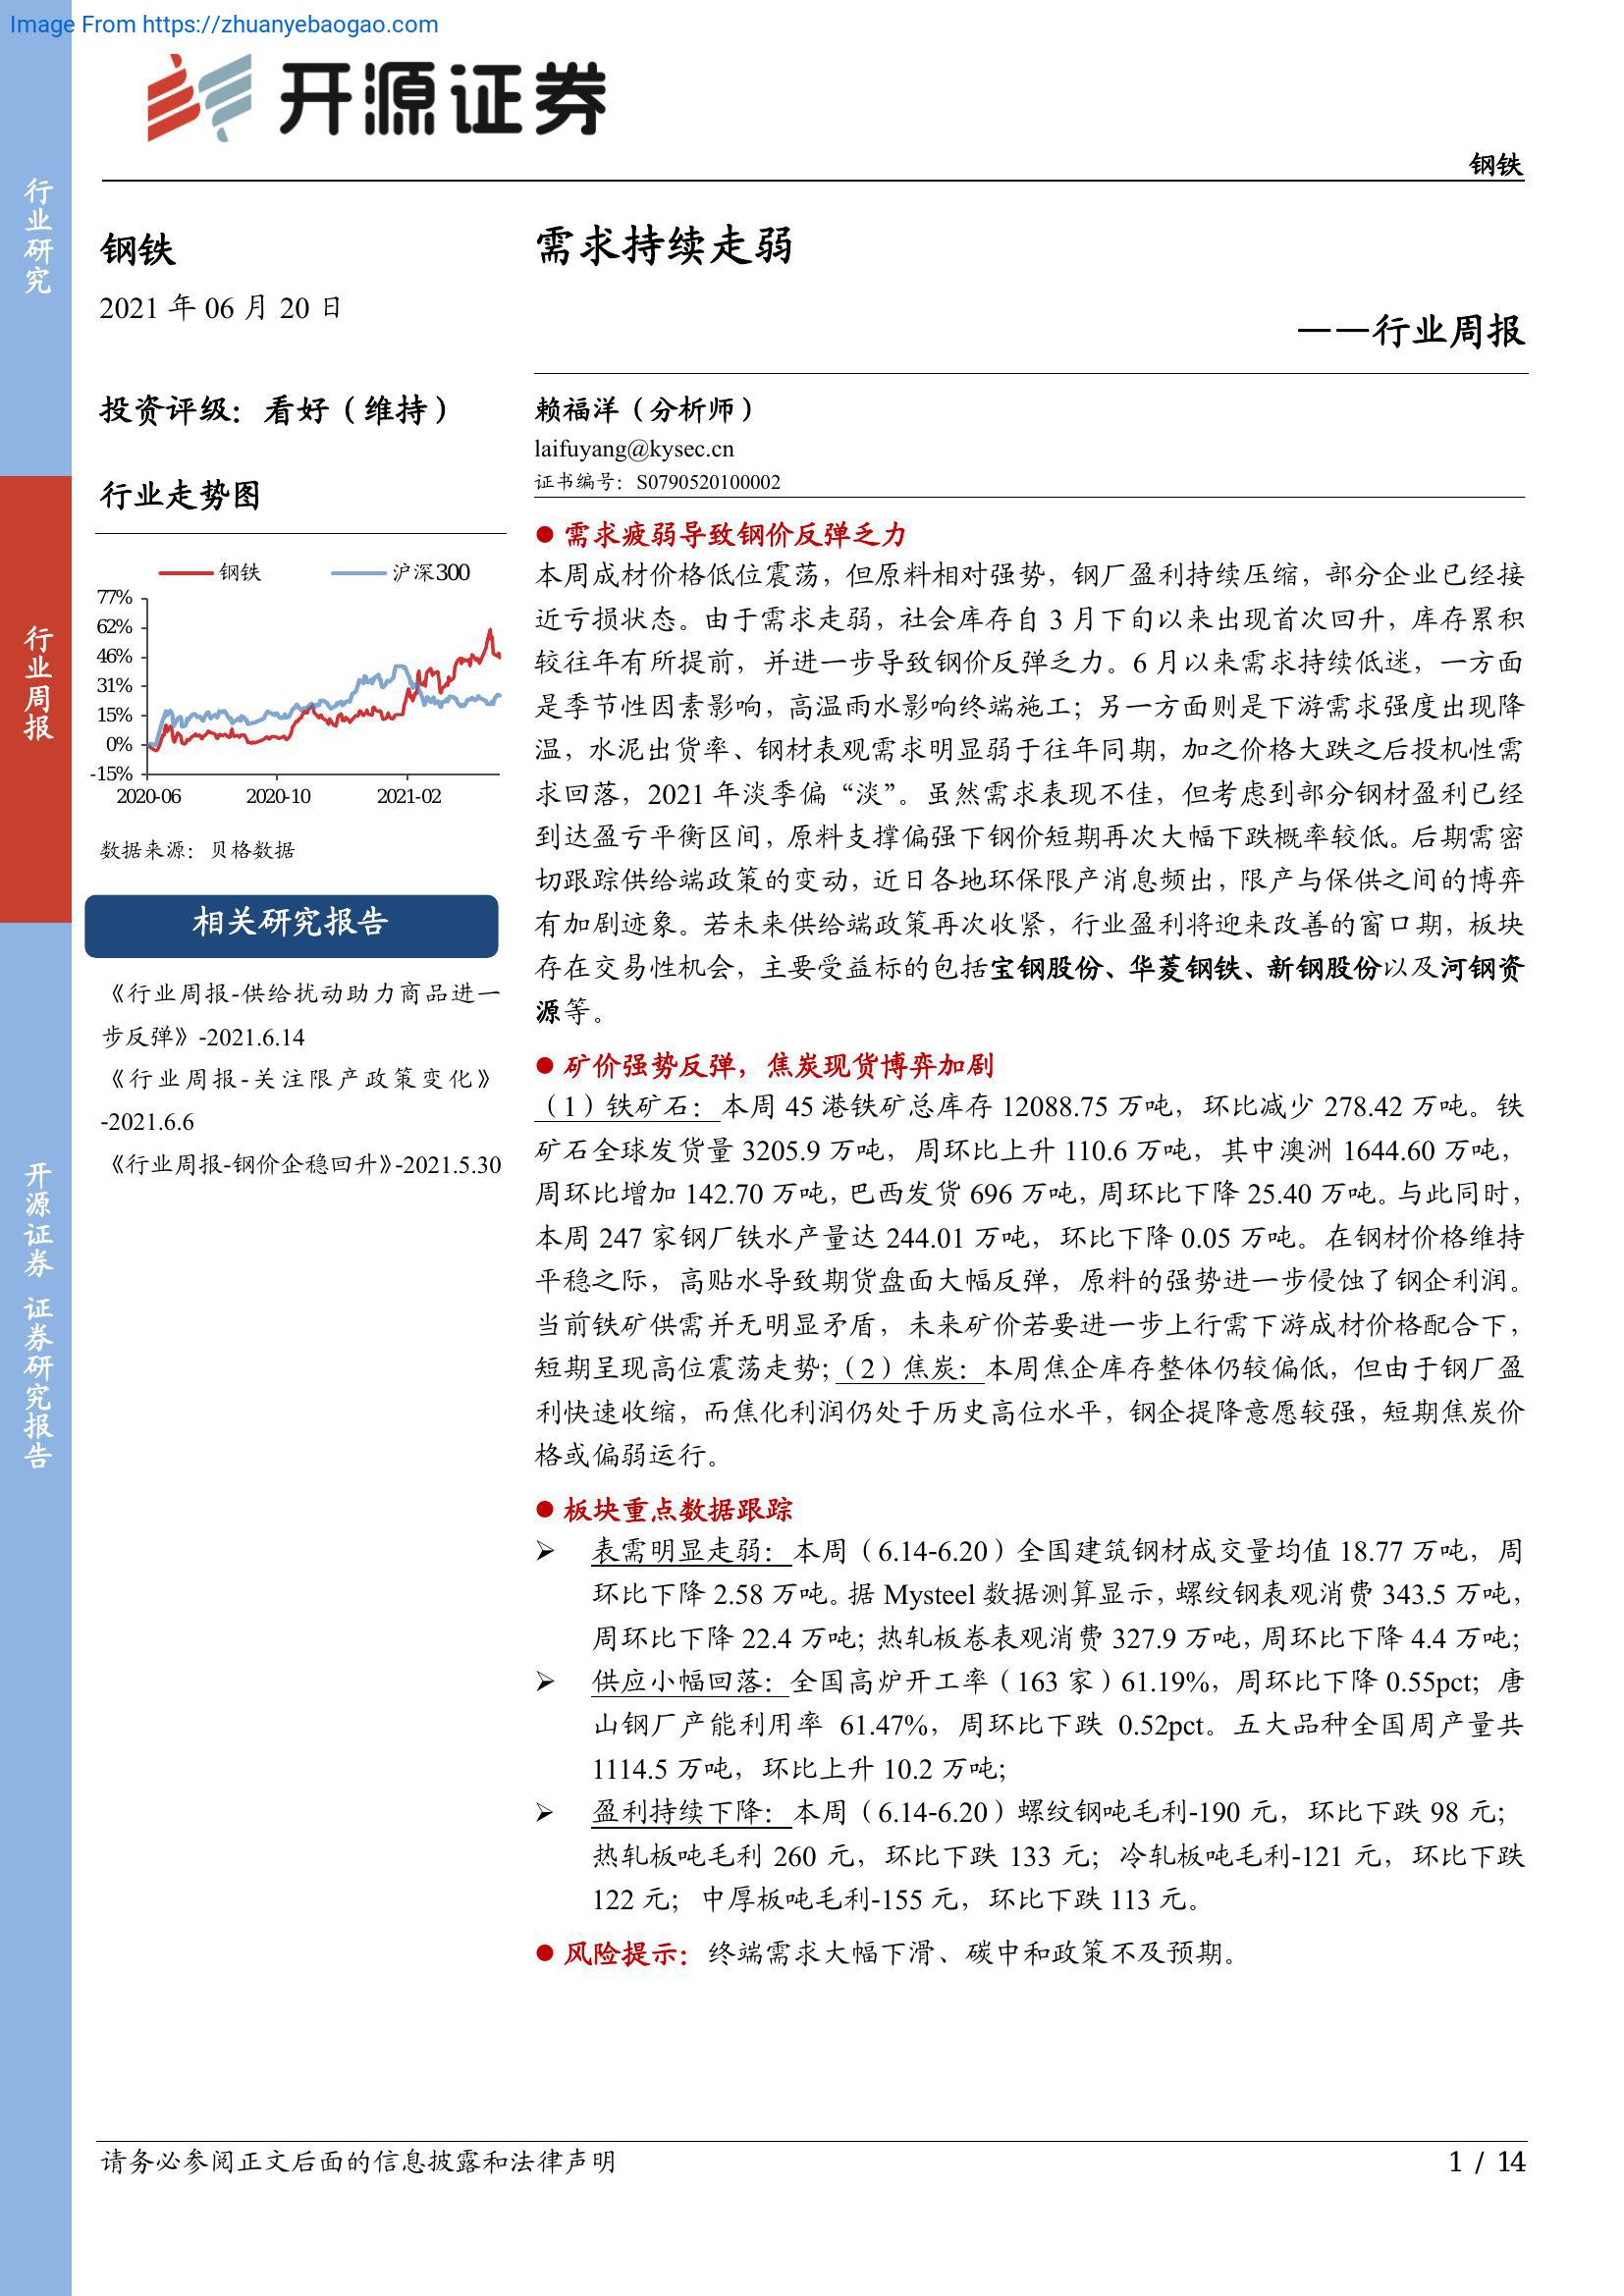 Image From https://zhuanyebaogao.com
开源证券
钢铁
行业研究
行业周报
开源证券 证券研究报告
钢铁
2021 年 06 月 20 日
投资评级：看好（维持）
行业走势图
钢铁 沪深300
77%
62%
46%
31%
15%
0%
-15%
2020-06 2020-10 2021-02
数据来源：贝格数据
相关研究报告
《行业周报-供给扰动助力商品进一
步反弹》-2021.6.14
《行业周报-关注限产政策变化》
-2021.6.6
《行业周报-钢价企稳回升》-2021.5.30
需求持续走弱
——行业周报
赖福洋（分析师）
laifuyang@kysec.cn
证书编号：S0790520100002
● 需求疲弱导致钢价反弹乏力
本周成材价格低位震荡，但原料相对强势，钢厂盈利持续压缩，部分企业已经接
近亏损状态。由于需求走弱，社会库存自 3 月下旬以来出现首次回升，库存累积
较往年有所提前，并进一步导致钢价反弹乏力。6 月以来需求持续低迷，一方面
是季节性因素影响，高温雨水影响终端施工；另一方面则是下游需求强度出现降
温，水泥出货率、钢材表观需求明显弱于往年同期，加之价格大跌之后投机性需
求回落，2021 年淡季偏“淡”。虽然需求表现不佳，但考虑到部分钢材盈利已经
到达盈亏平衡区间，原料支撑偏强下钢价短期再次大幅下跌概率较低。后期需密
切跟踪供给端政策的变动，近日各地环保限产消息频出，限产与保供之间的博弈
有加剧迹象。若未来供给端政策再次收紧，行业盈利将迎来改善的窗口期，板块
存在交易性机会，主要受益标的包括宝钢股份、华菱钢铁、新钢股份以及河钢资
源等。
● 矿价强势反弹，焦炭现货博弈加剧
（1）铁矿石：本周 45 港铁矿总库存 12088.75 万吨，环比减少 278.42 万吨。铁
矿石全球发货量 3205.9 万吨，周环比上升 110.6 万吨，其中澳洲 1644.60 万吨，
周环比增加 142.70 万吨，巴西发货 696 万吨，周环比下降 25.40 万吨。与此同时，
本周 247 家钢厂铁水产量达 244.01 万吨，环比下降 0.05 万吨。在钢材价格维持
平稳之际，高贴水导致期货盘面大幅反弹，原料的强势进一步侵蚀了钢企利润。
当前铁矿供需并无明显矛盾，未来矿价若要进一步上行需下游成材价格配合下，
短期呈现高位震荡走势；（2）焦炭：本周焦企库存整体仍较偏低，但由于钢厂盈
利快速收缩，而焦化利润仍处于历史高位水平，钢企提降意愿较强，短期焦炭价
格或偏弱运行。
● 板块重点数据跟踪
➢ 表需明显走弱：本周（6.14-6.20）全国建筑钢材成交量均值 18.77 万吨，周
环比下降 2.58 万吨。据 Mysteel 数据测算显示，螺纹钢表观消费 343.5 万吨，
周环比下降 22.4 万吨；热轧板卷表观消费 327.9 万吨，周环比下降 4.4 万吨；
➢ 供应小幅回落：全国高炉开工率（163 家）61.19%，周环比下降 0.55pct；唐
山钢厂产能利用率 61.47%，周环比下跌 0.52pct。五大品种全国周产量共
1114.5 万吨，环比上升 10.2 万吨；
➢ 盈利持续下降：本周（6.14-6.20）螺纹钢吨毛利-190 元，环比下跌 98 元；
热轧板吨毛利 260 元，环比下跌 133 元；冷轧板吨毛利-121 元，环比下跌
122 元；中厚板吨毛利-155 元，环比下跌 113 元。
● 风险提示：终端需求大幅下滑、碳中和政策不及预期。
请务必参阅正文后面的信息披露和法律声明
1 / 14